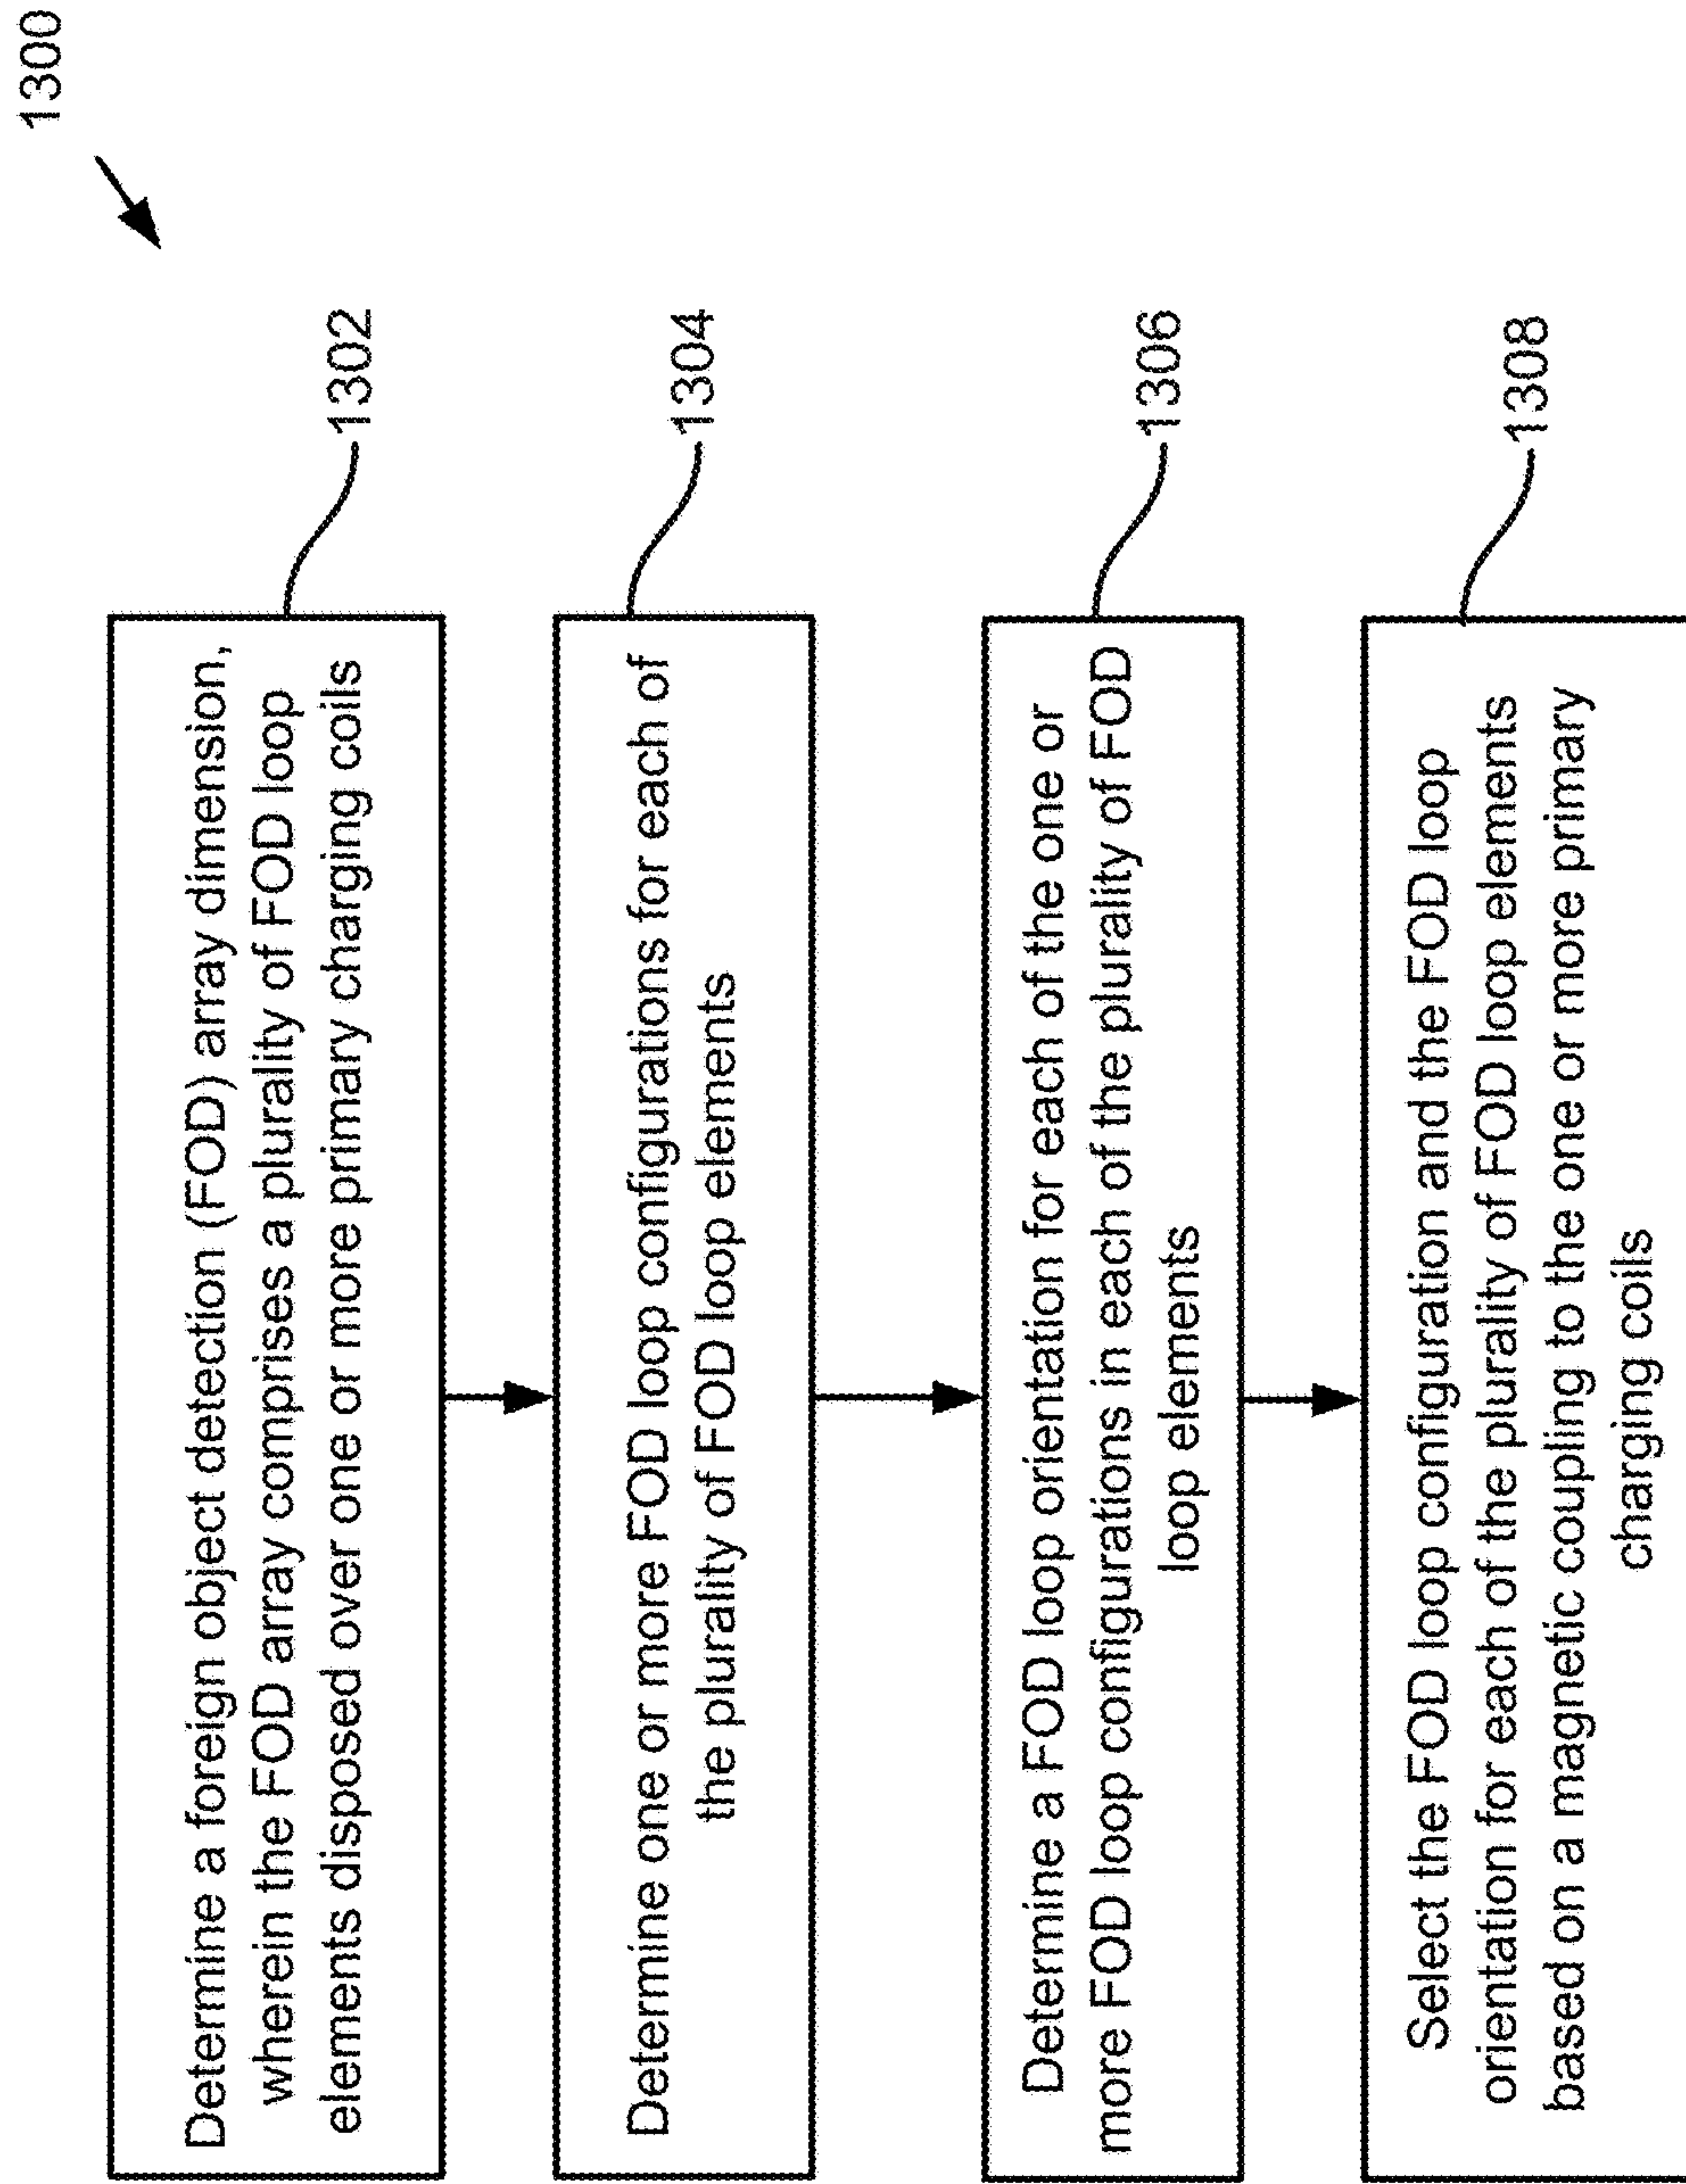 1300
Determine a foreign object detection (FOD) array dimension,
wherein the FOD array comprises a plurality of FOD loop
elements disposed over one or more primary charging coils
1302
Determine one or more FOD loop configurations for each of
the plurality of FOD loop elements
1304
Determine a FOD loop orientation for each of the one or
more FOD loop configurations in each of the plurality of FOD
loop elements
1306
Select the FOD loop configuration and the FOD loop
orientation for each of the plurality of FOD loop elements
based on a magnetic coupling to the one or more primary
charging coils
1308